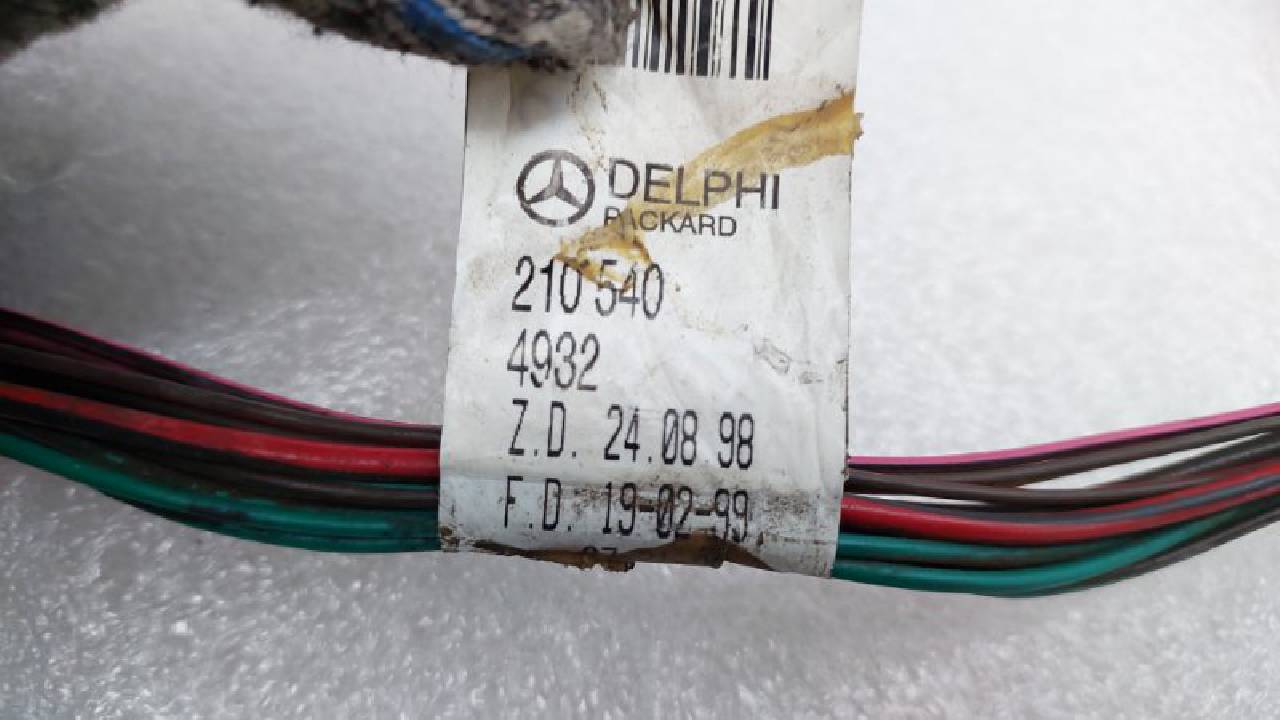 DELPHI
PACKARD
210 540
4932
Z.D. 24.08.98
F.D. 19-02-99